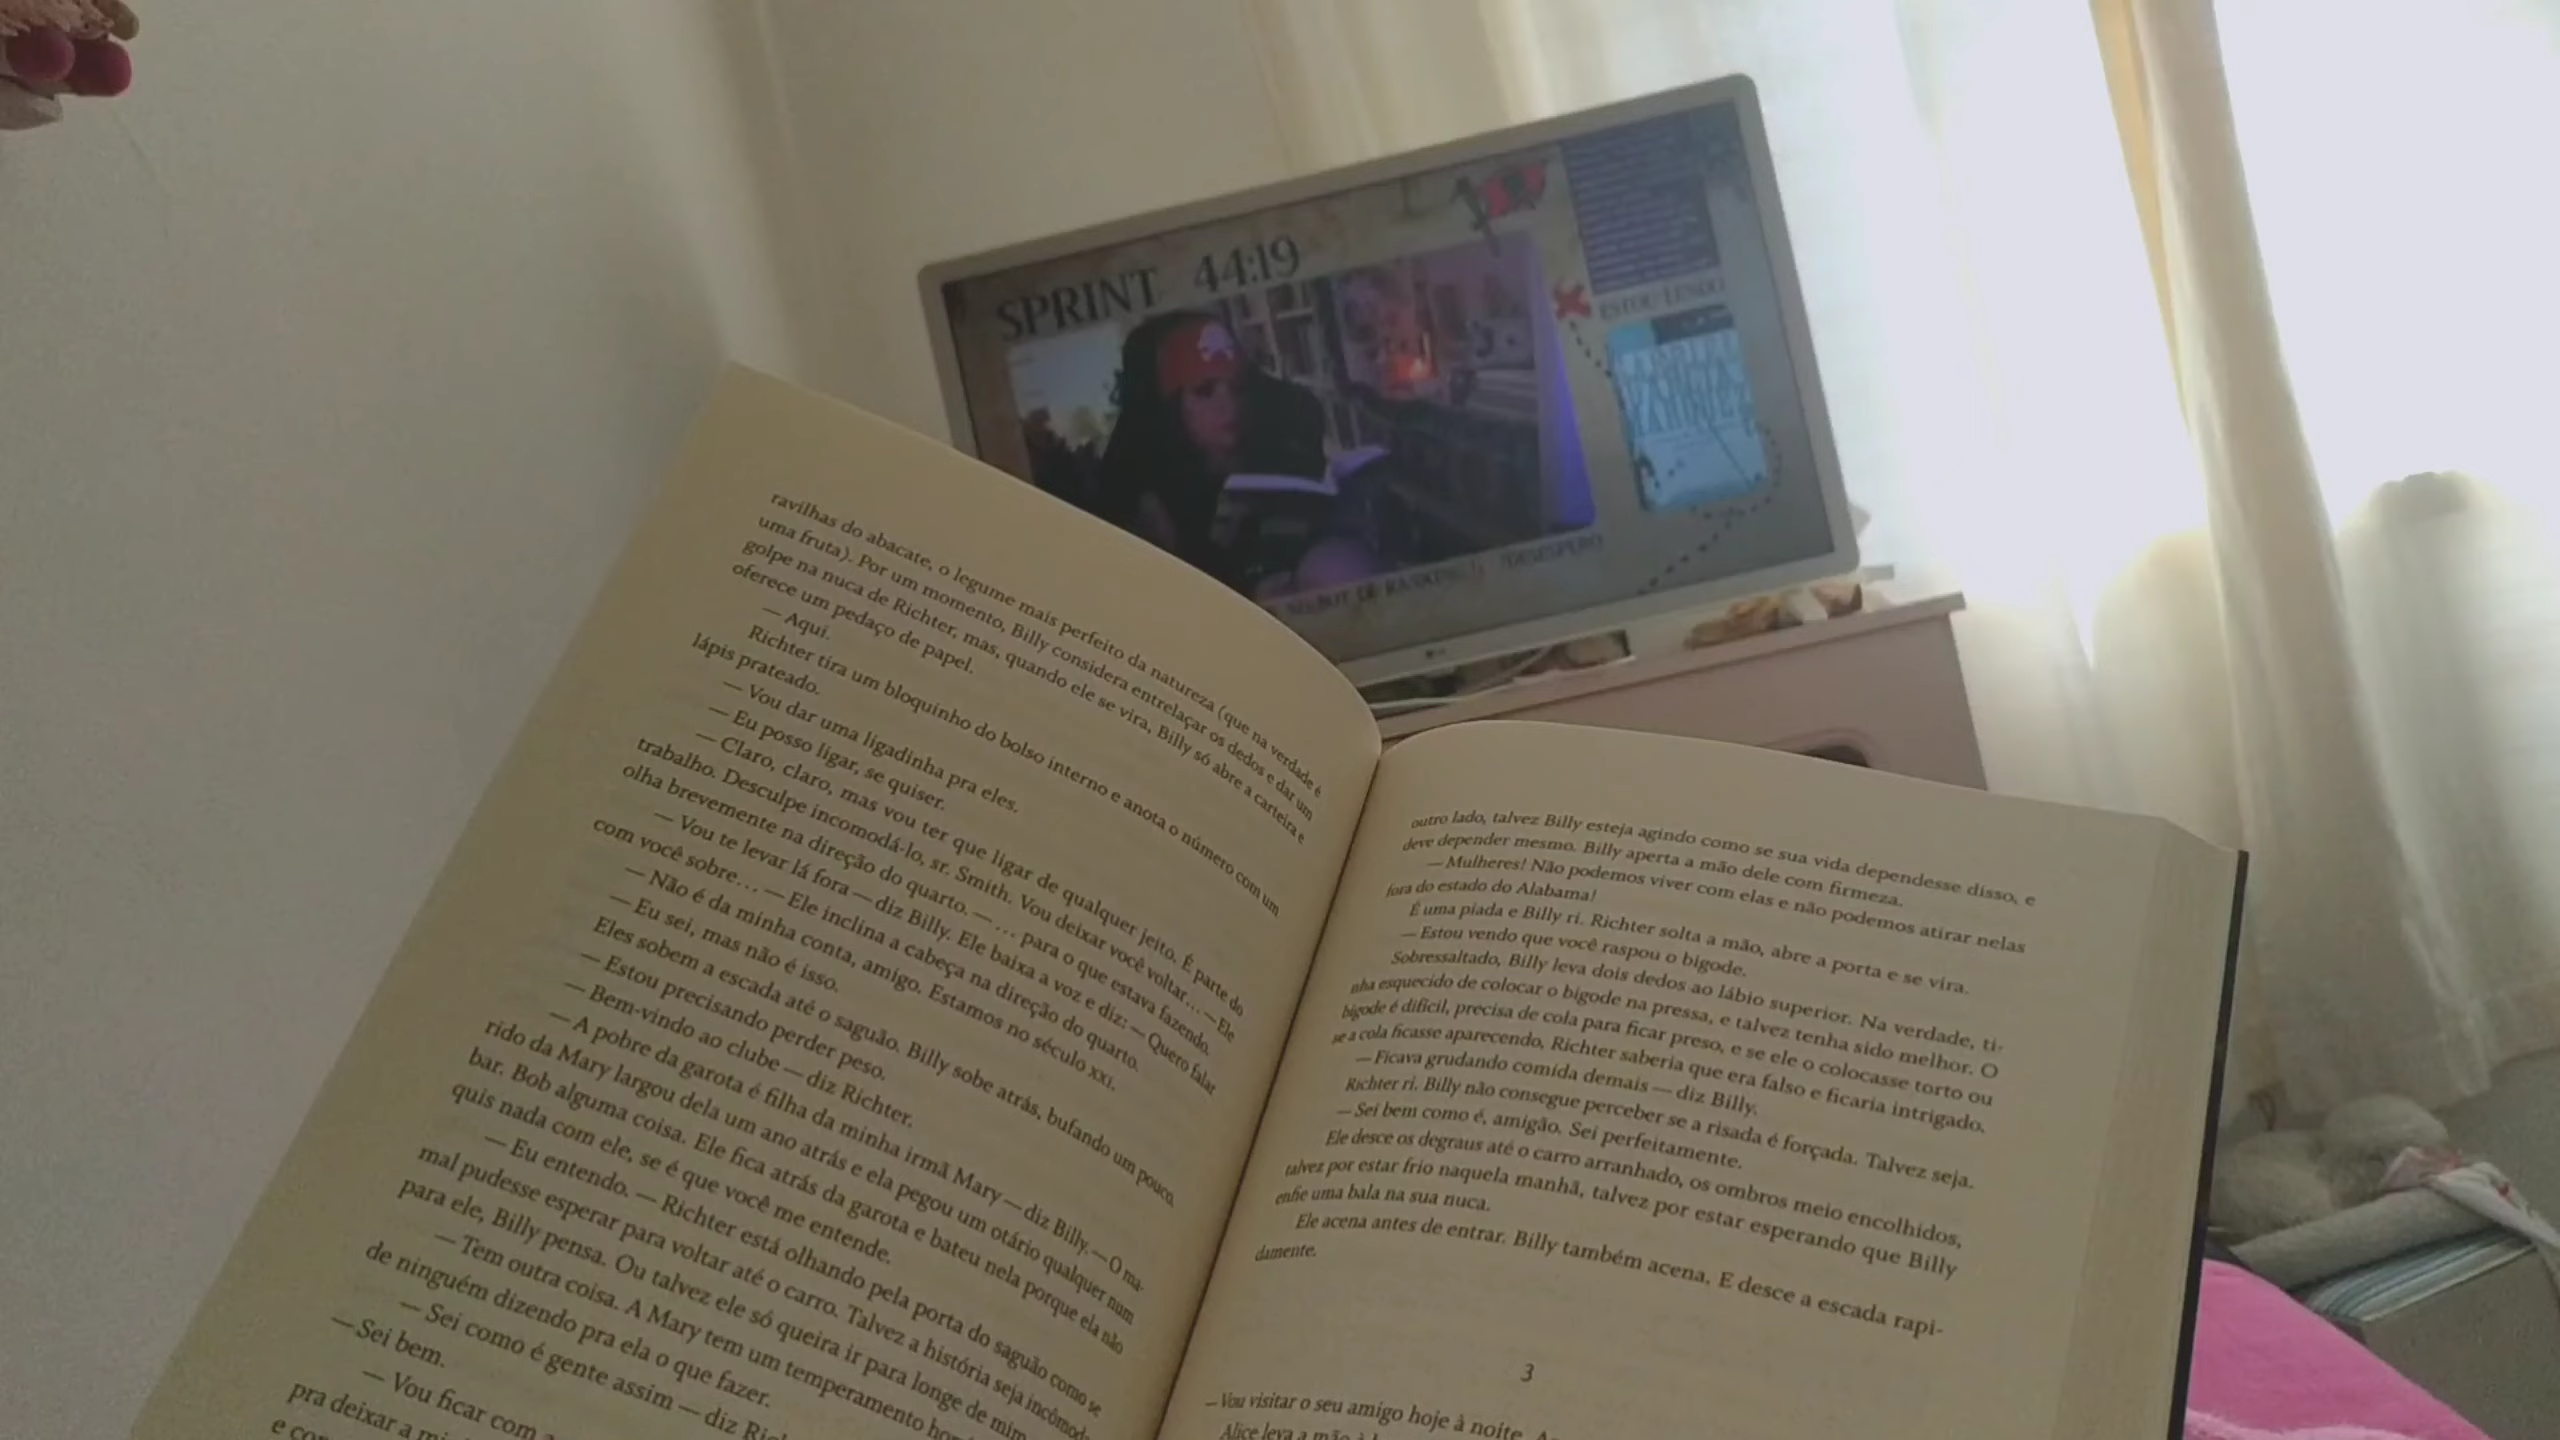 SPRINT 44:19
ESTOU LENDO
ravilhas do abacate, o legume mais perfeito da natureza (que na verdade é
uma fruta). Por um momento, Billy considera entrelaçar os dedos e dar um
golpe na nuca de Richter, mas, quando ele se vira, Billy só abre a carteira e
oferece um pedaço de papel.
— Aqui.
Richter tira um bloquinho do bolso interno e anota o número com um
lápis prateado.
— Vou dar uma ligadinha pra eles.
— Eu posso ligar, se quiser.
— Claro, claro, mas vou ter que ligar de qualquer jeito. É parte do
trabalho. Desculpe incomodá-lo, sr. Smith. Vou deixar você voltar… — Ele
olha brevemente na direção do quarto. — … para o que estava fazendo.
— Vou te levar lá fora — diz Billy. Ele baixa a voz e diz: — Quero falar
com você sobre… — Ele inclina a cabeça na direção do quarto.
— Não é da minha conta, amigo. Estamos no século XXI.
— Eu sei, mas não é isso.
Eles sobem a escada até o saguão. Billy sobe atrás, bufando um pouco.
— Estou precisando perder peso.
— Bem-vindo ao clube — diz Richter.
— A pobre da garota é filha da minha irmã Mary — diz Billy. — O ma-
rido da Mary largou dela um ano atrás e ela pegou um otário qualquer num
bar. Bob alguma coisa. Ele fica atrás da garota e bateu nela porque ela não
quis nada com ele, se é que você me entende.
— Eu entendo. — Richter está olhando pela porta do saguão como se
mal pudesse esperar para voltar até o carro. Talvez a história seja incômoda
para ele, Billy pensa. Ou talvez ele só queira ir para longe de mim.
— Tem outra coisa. A Mary tem um temperamento
de ninguém dizendo pra ela o que fazer.
— Sei como é gente assim — diz
— Sei bem.
— Vou ficar com
pra deixar a
outro lado, talvez Billy esteja agindo como se sua vida dependesse disso, e
deve depender mesmo. Billy aperta a mão dele com firmeza.
— Mulheres! Não podemos viver com elas e não podemos atirar nelas
fora do estado do Alabama!
É uma piada e Billy ri. Richter solta a mão, abre a porta e se vira.
— Estou vendo que você raspou o bigode.
Sobressaltado, Billy leva dois dedos ao lábio superior. Na verdade, ti-
nha esquecido de colocar o bigode na pressa, e talvez tenha sido melhor. O
bigode é difícil, precisa de cola para ficar preso, e se ele o colocasse torto ou
se a cola ficasse aparecendo, Richter saberia que era falso e ficaria intrigado.
— Ficava grudando comida demais — diz Billy.
Richter ri. Billy não consegue perceber se a risada é forçada. Talvez seja.
— Sei bem como é, amigão. Sei perfeitamente.
Ele desce os degraus até o carro arranhado, os ombros meio encolhidos,
talvez por estar frio naquela manhã, talvez por estar esperando que Billy
enfie uma bala na sua nuca.
Ele acena antes de entrar. Billy também acena. E desce a escada rapi-
damente.
3
— Vou visitar o seu amigo hoje à noite.
Alice leva a mão à